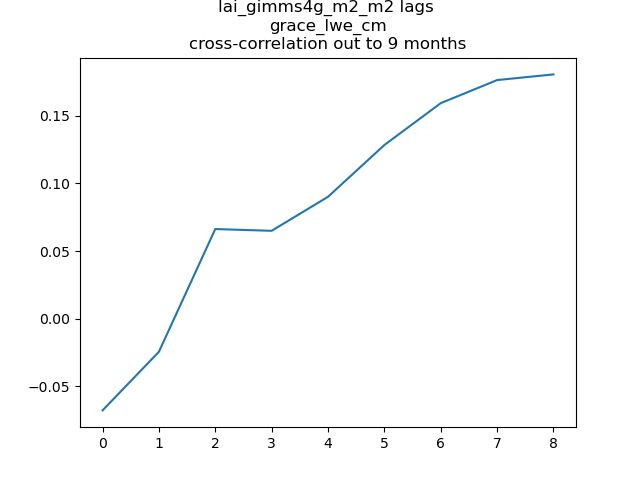 lai_gimms4g_m2_m2 lags
grace_lwe_cm
cross-correlation out to 9 months
0.15
0.10
0.05
0.00
−0.05
0 1 2 3 4 5 6 7 8